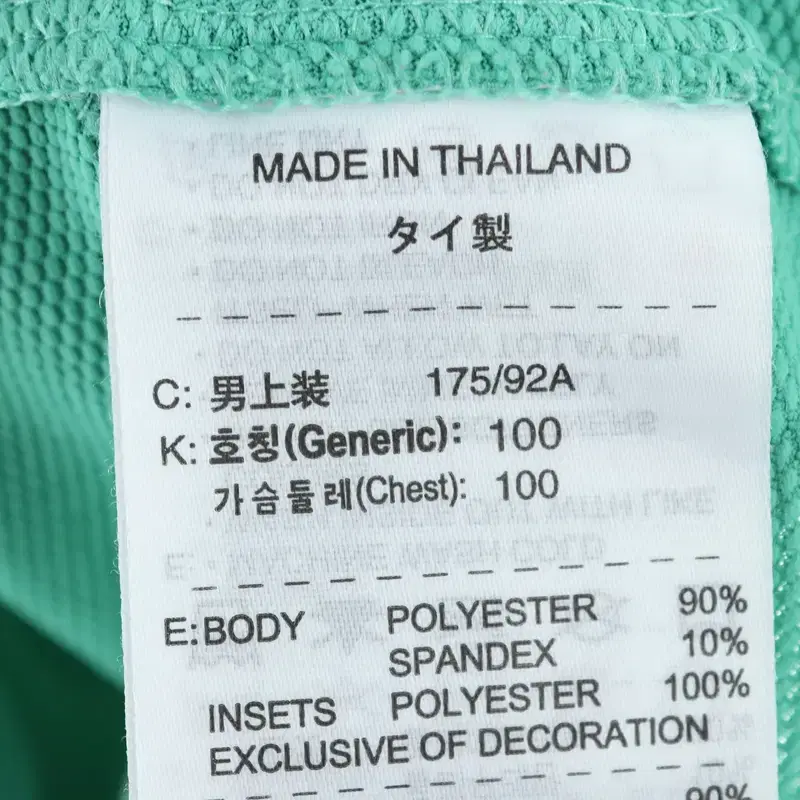 MADE IN THAILAND
タイ製
C: 男上装 175/92A
K: 호칭(Generic): 100
가슴둘레(Chest): 100
E: BODY POLYESTER 90%
SPANDEX 10%
INSETS POLYESTER 100%
EXCLUSIVE OF DECORATION
90%